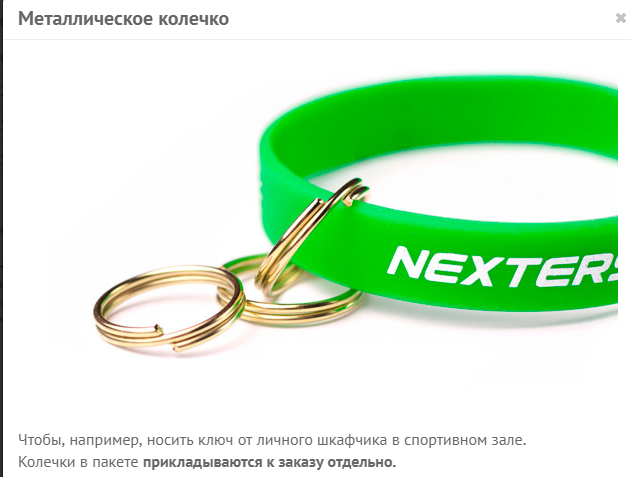 Металлическое колечко
NEXTERS
Чтобы, например, носить ключ от личного шкафчика в спортивном зале.
Колечки в пакете прикладываются к заказу отдельно.